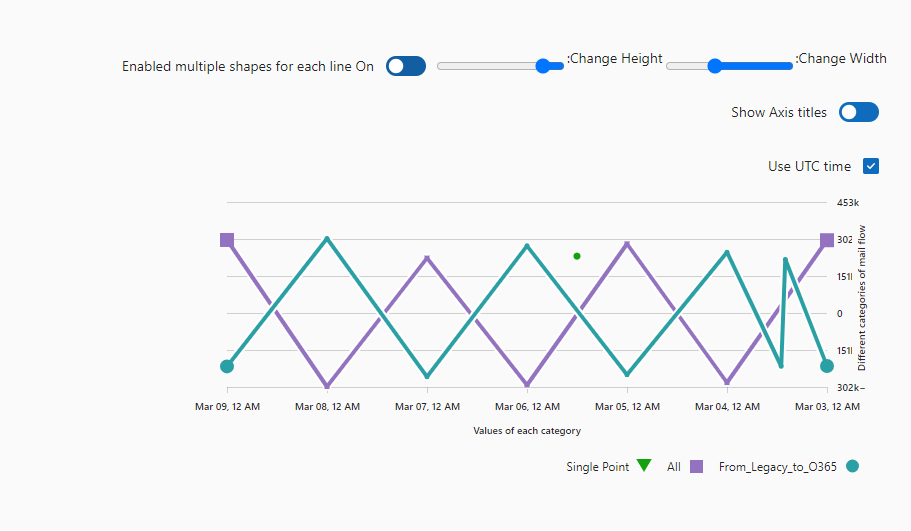 Enabled multiple shapes for each line On
:Change Height
:Change Width
Show Axis titles
Use UTC time
453k
302
151
0
151
302k–
Different categories of mail flow
Mar 09, 12 AM
Mar 08, 12 AM
Mar 07, 12 AM
Mar 06, 12 AM
Mar 05, 12 AM
Mar 04, 12 AM
Mar 03, 12 AM
Values of each category
Single Point
All
From_Legacy_to_O365